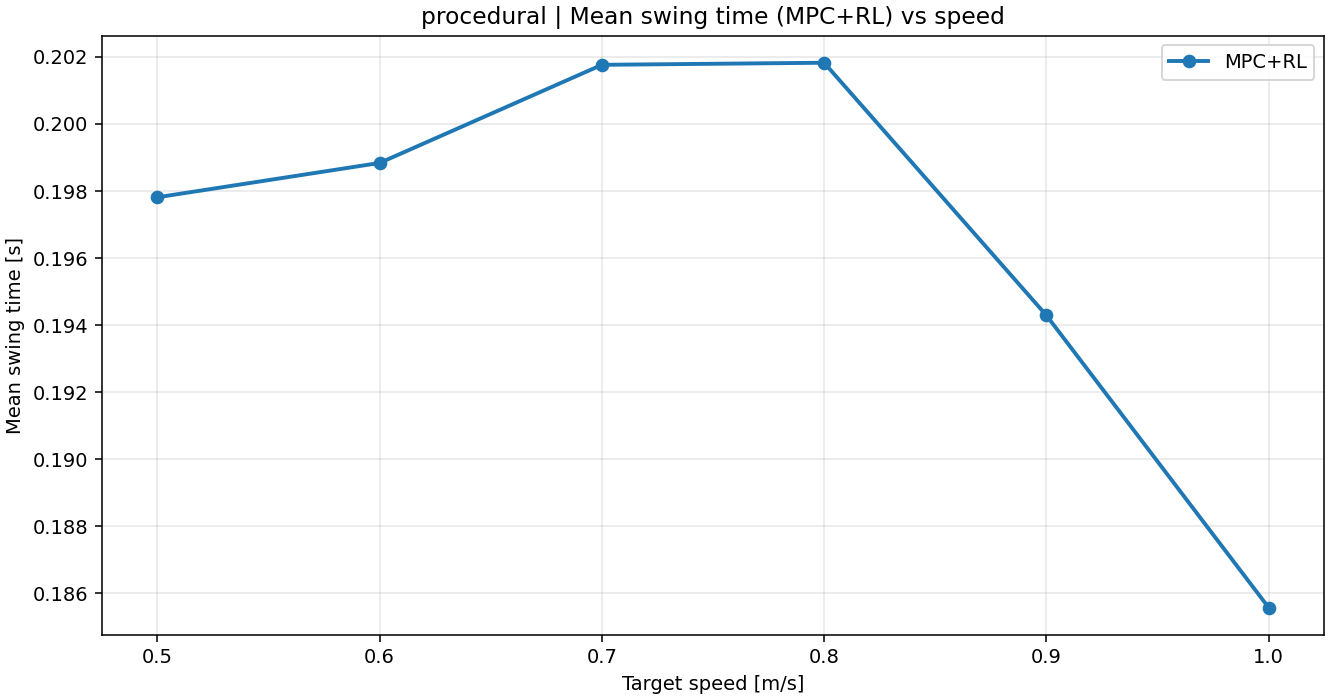 procedural | Mean swing time (MPC+RL) vs speed
MPC+RL
Mean swing time [s]
0.202
0.200
0.198
0.196
0.194
0.192
0.190
0.188
0.186
0.5 0.6 0.7 0.8 0.9 1.0
Target speed [m/s]